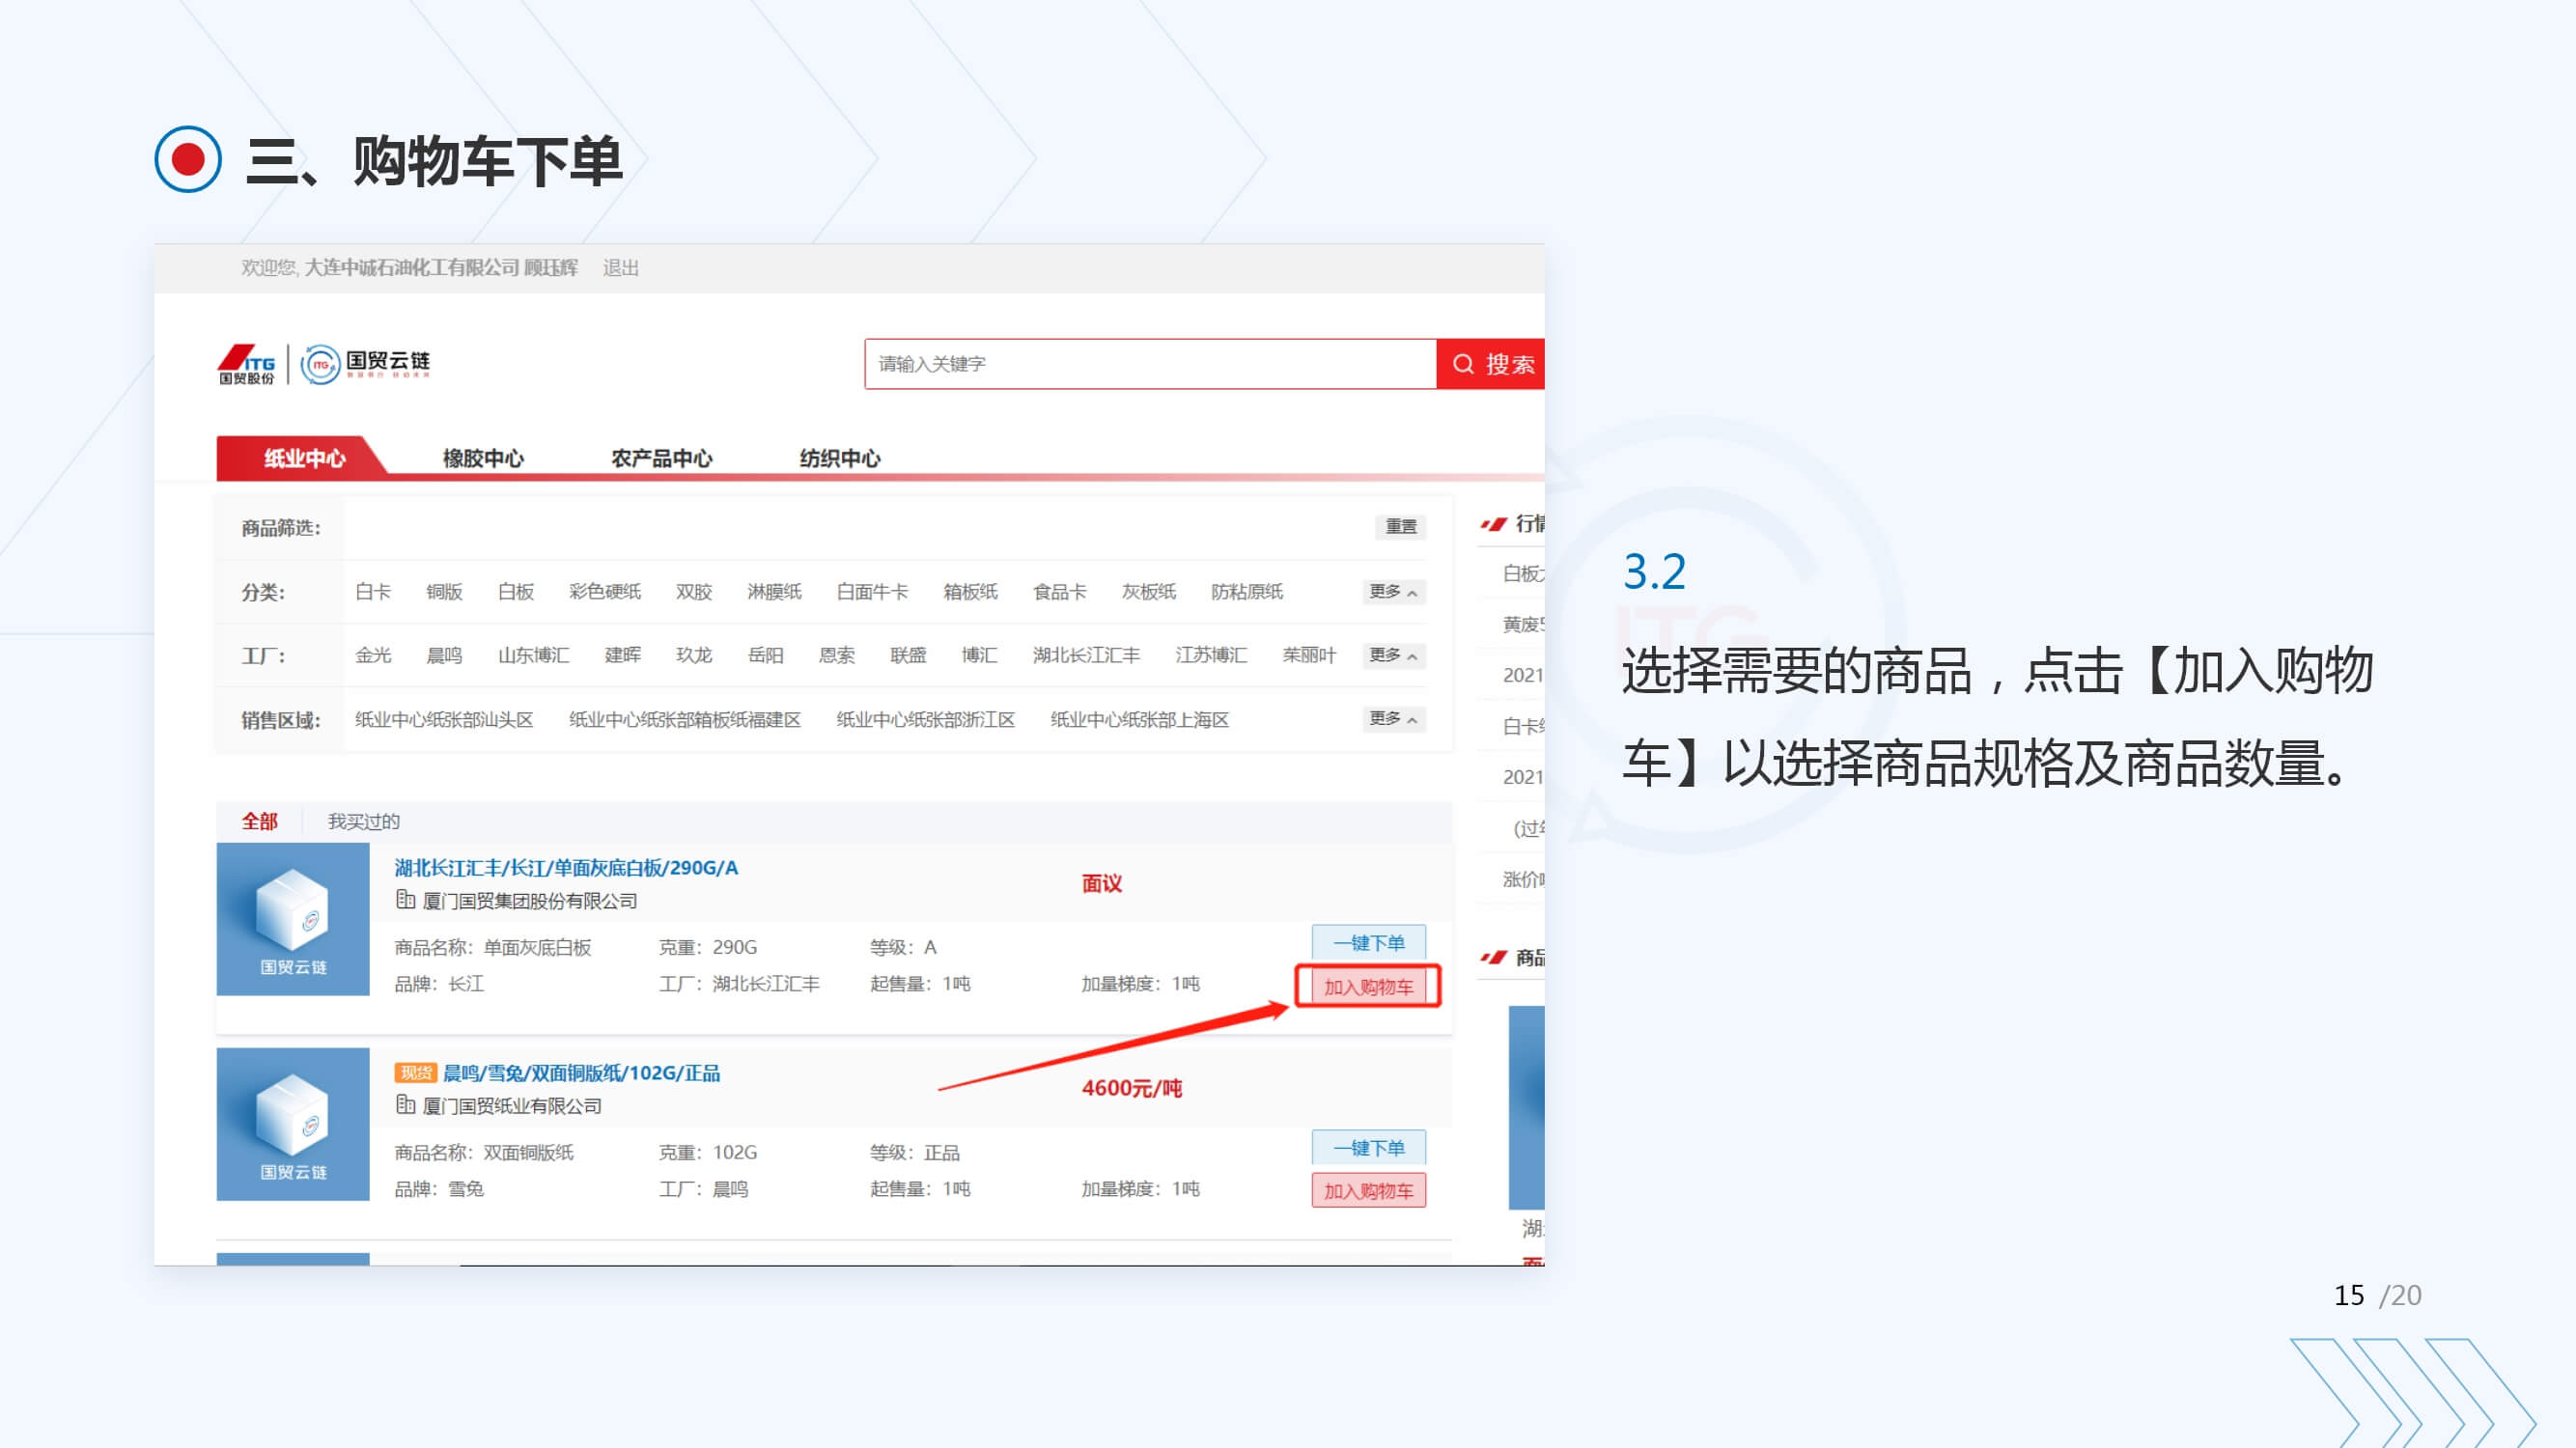 三、购物车下单
欢迎您, 大连中诚石油化工有限公司 顾珏辉 退出
ITG
国贸股份
ITG
国贸云链
请输入关键字
搜索
纸业中心 橡胶中心 农产品中心 纺织中心
商品筛选: 重置
分类: 白卡 铜版 白板 彩色硬纸 双胶 淋膜纸 白面牛卡 箱板纸 食品卡 灰板纸 防粘原纸 更多
工厂: 金光 晨鸣 山东博汇 建晖 玖龙 岳阳 恩索 联盛 博汇 湖北长江汇丰 江苏博汇 茱丽叶 更多
销售区域: 纸业中心纸张部汕头区 纸业中心纸张部箱板纸福建区 纸业中心纸张部浙江区 纸业中心纸张部上海区 更多
全部 我买过的
国贸云链
湖北长江汇丰/长江/单面灰底白板/290G/A
厦门国贸集团股份有限公司
面议
商品名称: 单面灰底白板 克重: 290G 等级: A
品牌: 长江 工厂: 湖北长江汇丰 起售量: 1吨 加量梯度: 1吨
一键下单
加入购物车
国贸云链
现货 晨鸣/雪兔/双面铜版纸/102G/正品
厦门国贸纸业有限公司
4600元/吨
商品名称: 双面铜版纸 克重: 102G 等级: 正品
品牌: 雪兔 工厂: 晨鸣 起售量: 1吨 加量梯度: 1吨
一键下单
加入购物车
行情
白板
黄废
2021
白卡
2021
(过
涨价
商品
湖
3.2
ITG
选择需要的商品，点击【加入购物
车】以选择商品规格及商品数量。
15 /20